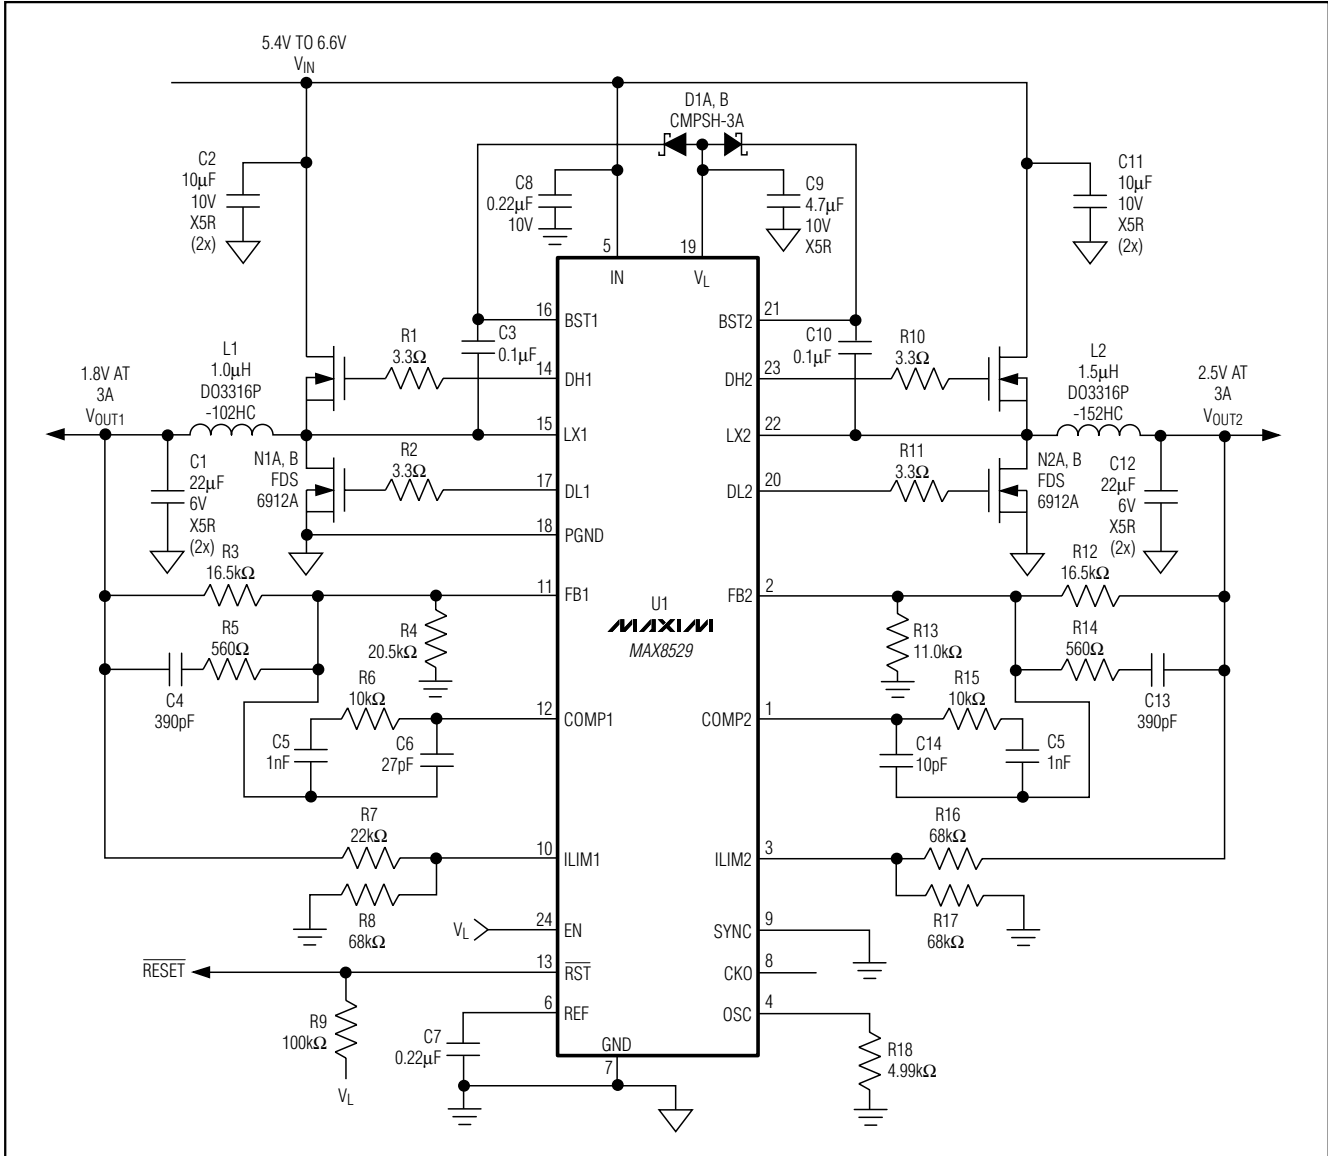 5.4V TO 6.6V
VIN
D1A, B
CMPSH-3A
C2
10µF
10V
X5R
(2x)
C8
0.22µF
10V
C9
4.7µF
10V
X5R
C11
10µF
10V
X5R
(2x)
5
19
IN
VL
16
BST1
BST2
21
R1
3.3Ω
C3
0.1µF
C10
0.1µF
R10
3.3Ω
L1
1.0µH
DO3316P
-102HC
14
DH1
DH2
23
L2
1.5µH
DO3316P
-152HC
1.8V AT
3A
VOUT1
2.5V AT
3A
VOUT2
15
LX1
LX2
22
C1
22µF
6V
X5R
(2x)
N1A, B
FDS
6912A
R2
3.3Ω
17
DL1
DL2
20
R11
3.3Ω
N2A, B
FDS
6912A
C12
22µF
6V
X5R
(2x)
18
PGND
R3
16.5kΩ
R12
16.5kΩ
11
FB1
FB2
2
U1
MAXIM
MAX8529
R4
20.5kΩ
R13
11.0kΩ
R5
560Ω
R14
560Ω
C4
390pF
C13
390pF
R6
10kΩ
R15
10kΩ
12
COMP1
COMP2
1
C5
1nF
C6
27pF
C14
10pF
C5
1nF
R7
22kΩ
R16
68kΩ
10
ILIM1
ILIM2
3
R8
68kΩ
R17
68kΩ
VL
24
EN
SYNC
9
RESET
13
RST
CKO
8
6
REF
OSC
4
R9
100kΩ
VL
C7
0.22µF
GND
7
R18
4.99kΩ